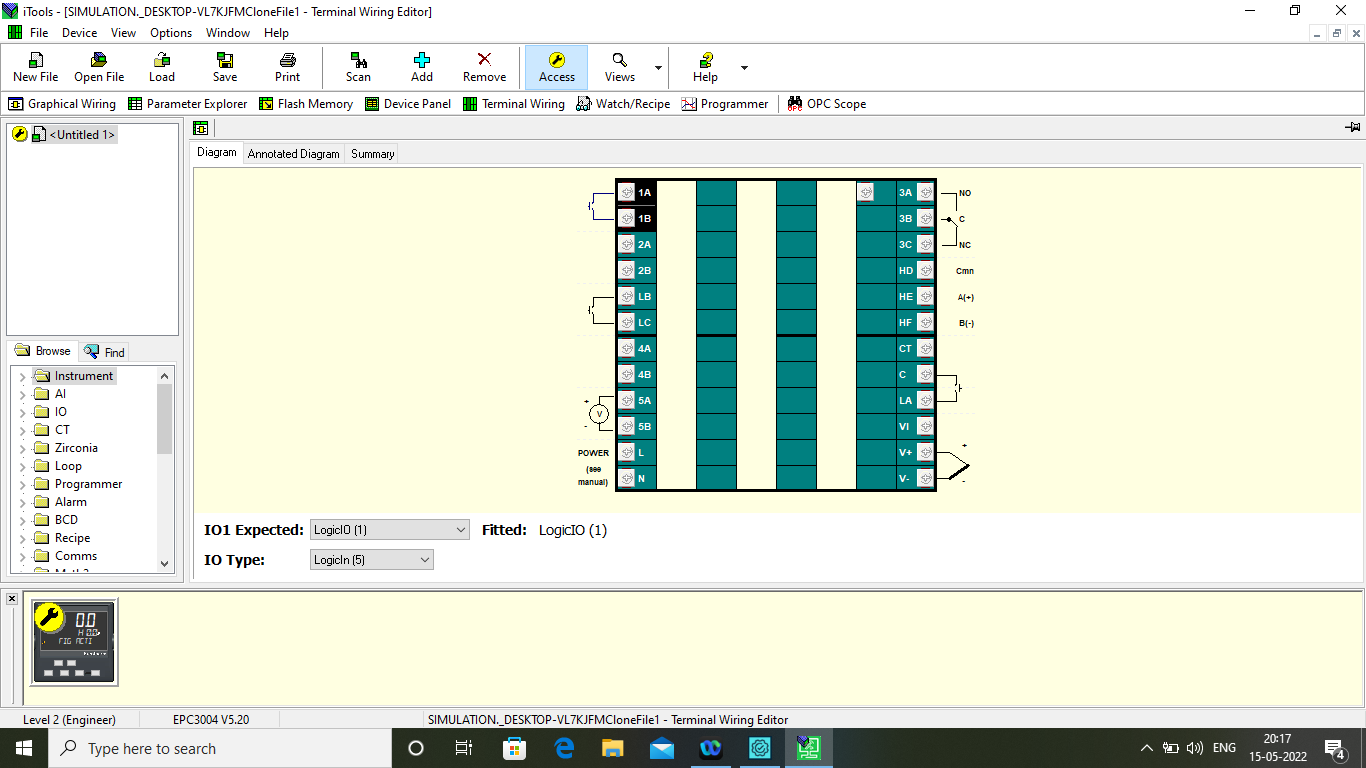 iTools - [SIMULATION._DESKTOP-VL7KJFMCloneFile1 - Terminal Wiring Editor]
File Device View Options Window Help
New File Open File Load Save Print Scan Add Remove Access Views Help
Graphical Wiring Parameter Explorer Flash Memory Device Panel Terminal Wiring Watch/Recipe Programmer OPC Scope
<Untitled 1>
Diagram Annotated Diagram Summary
1A 3A NO
1B 3B C
2A 3C NC
2B HD Cmn
LB HE A(+)
LC HF B(-)
4A CT
4B C
+ 5A LA
V
- 5B VI
POWER L V+ +
(see
manual) N V- -
IO1 Expected: LogicIO (1) Fitted: LogicIO (1)
IO Type: LogicIn (5)
Browse Find
Instrument
AI
IO
CT
Zirconia
Loop
Programmer
Alarm
BCD
Recipe
Comms
Math2
0.0
H 0.0
Level 2 (Engineer) EPC3004 V5.20 SIMULATION._DESKTOP-VL7KJFMCloneFile1 - Terminal Wiring Editor
Type here to search
ENG
20:17
15-05-2022
4